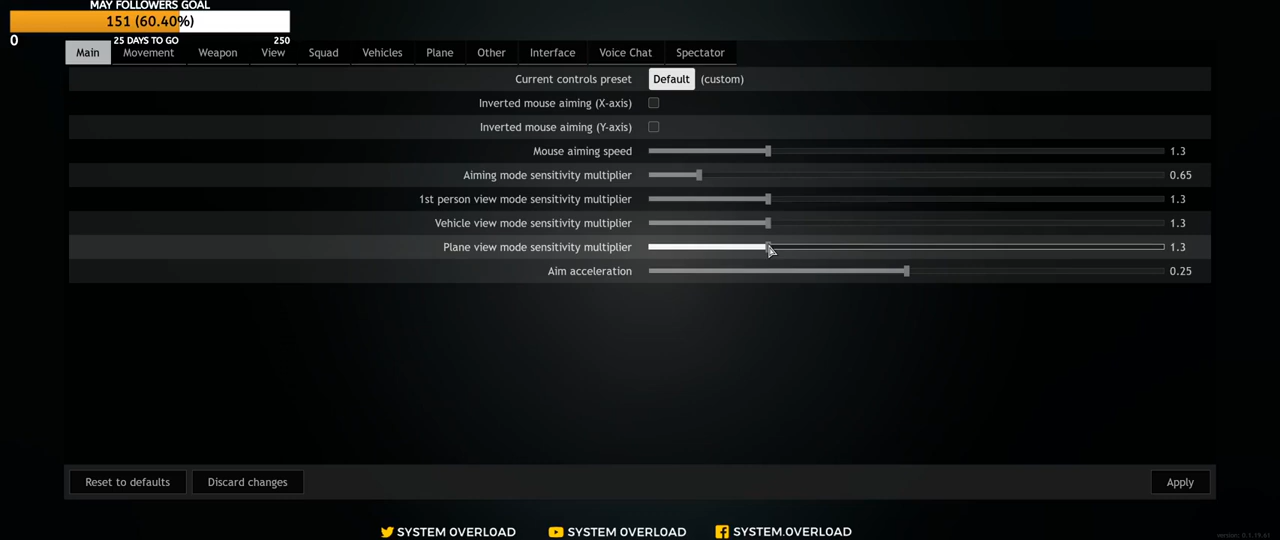 MAY FOLLOWERS GOAL
151 (60.40%)
0 25 DAYS TO GO 250
Main Movement Weapon View Squad Vehicles Plane Other Interface Voice Chat Spectator
Current controls preset Default (custom)
Inverted mouse aiming (X-axis)
Inverted mouse aiming (Y-axis)
Mouse aiming speed 1.3
Aiming mode sensitivity multiplier 0.65
1st person view mode sensitivity multiplier 1.3
Vehicle view mode sensitivity multiplier 1.3
Plane view mode sensitivity multiplier 1.3
Aim acceleration 0.25
Reset to defaults Discard changes Apply
SYSTEM OVERLOAD SYSTEM OVERLOAD SYSTEM.OVERLOAD